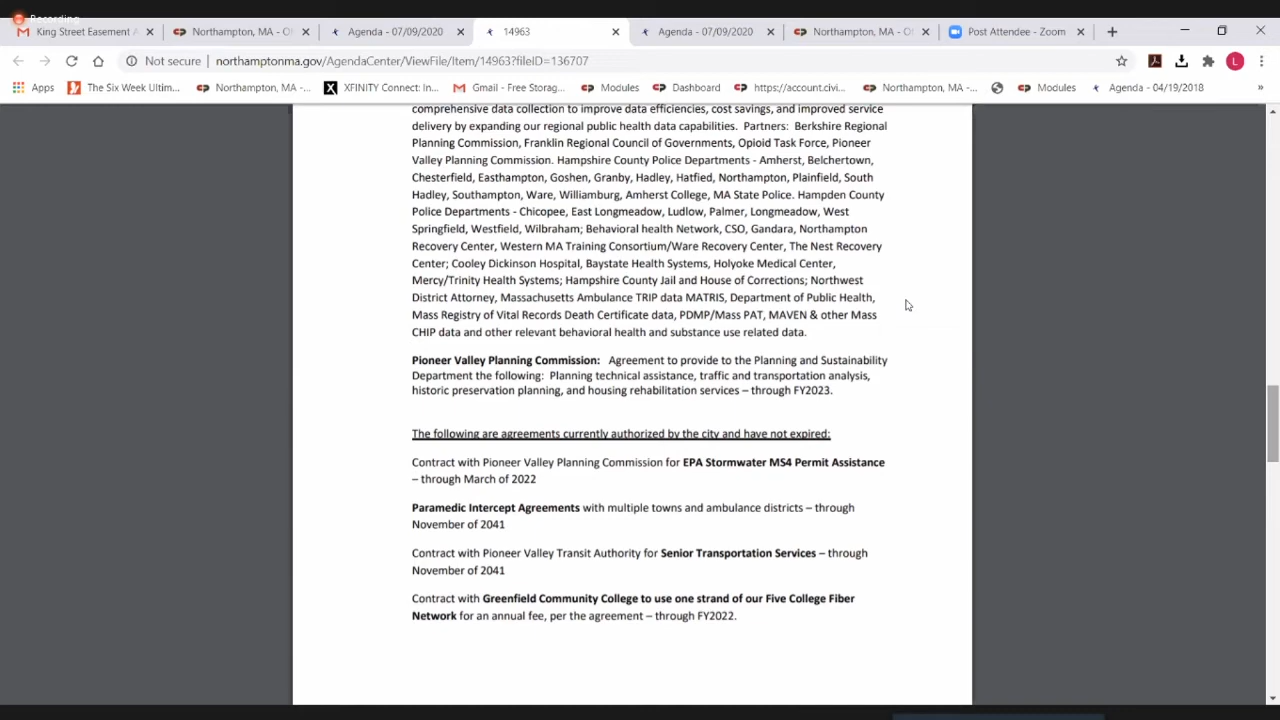 Recording
King Street Easement A
Northampton, MA - O
Agenda - 07/09/2020
14963
Agenda - 07/09/2020
Northampton, MA - O
Post Attendee - Zoom
Not secure
northamptonma.gov/AgendaCenter/ViewFile/Item/14963?fileID=136707
L
Apps
The Six Week Ultim...
Northampton, MA -...
XFINITY Connect: In...
Gmail - Free Storag...
Modules
Dashboard
https://account.civi...
Northampton, MA -...
Modules
Agenda - 04/19/2018
»
comprehensive data collection to improve data efficiencies, cost savings, and improved service
delivery by expanding our regional public health data capabilities. Partners: Berkshire Regional
Planning Commission, Franklin Regional Council of Governments, Opioid Task Force, Pioneer
Valley Planning Commission. Hampshire County Police Departments - Amherst, Belchertown,
Chesterfield, Easthampton, Goshen, Granby, Hadley, Hatfied, Northampton, Plainfield, South
Hadley, Southampton, Ware, Williamburg, Amherst College, MA State Police. Hampden County
Police Departments - Chicopee, East Longmeadow, Ludlow, Palmer, Longmeadow, West
Springfield, Westfield, Wilbraham; Behavioral health Network, CSO, Gandara, Northampton
Recovery Center, Western MA Training Consortium/Ware Recovery Center, The Nest Recovery
Center; Cooley Dickinson Hospital, Baystate Health Systems, Holyoke Medical Center,
Mercy/Trinity Health Systems; Hampshire County Jail and House of Corrections; Northwest
District Attorney, Massachusetts Ambulance TRIP data MATRIS, Department of Public Health,
Mass Registry of Vital Records Death Certificate data, PDMP/Mass PAT, MAVEN & other Mass
CHIP data and other relevant behavioral health and substance use related data.
Pioneer Valley Planning Commission: Agreement to provide to the Planning and Sustainability
Department the following: Planning technical assistance, traffic and transportation analysis,
historic preservation planning, and housing rehabilitation services – through FY2023.
The following are agreements currently authorized by the city and have not expired:
Contract with Pioneer Valley Planning Commission for EPA Stormwater MS4 Permit Assistance
– through March of 2022
Paramedic Intercept Agreements with multiple towns and ambulance districts – through
November of 2041
Contract with Pioneer Valley Transit Authority for Senior Transportation Services – through
November of 2041
Contract with Greenfield Community College to use one strand of our Five College Fiber
Network for an annual fee, per the agreement – through FY2022.